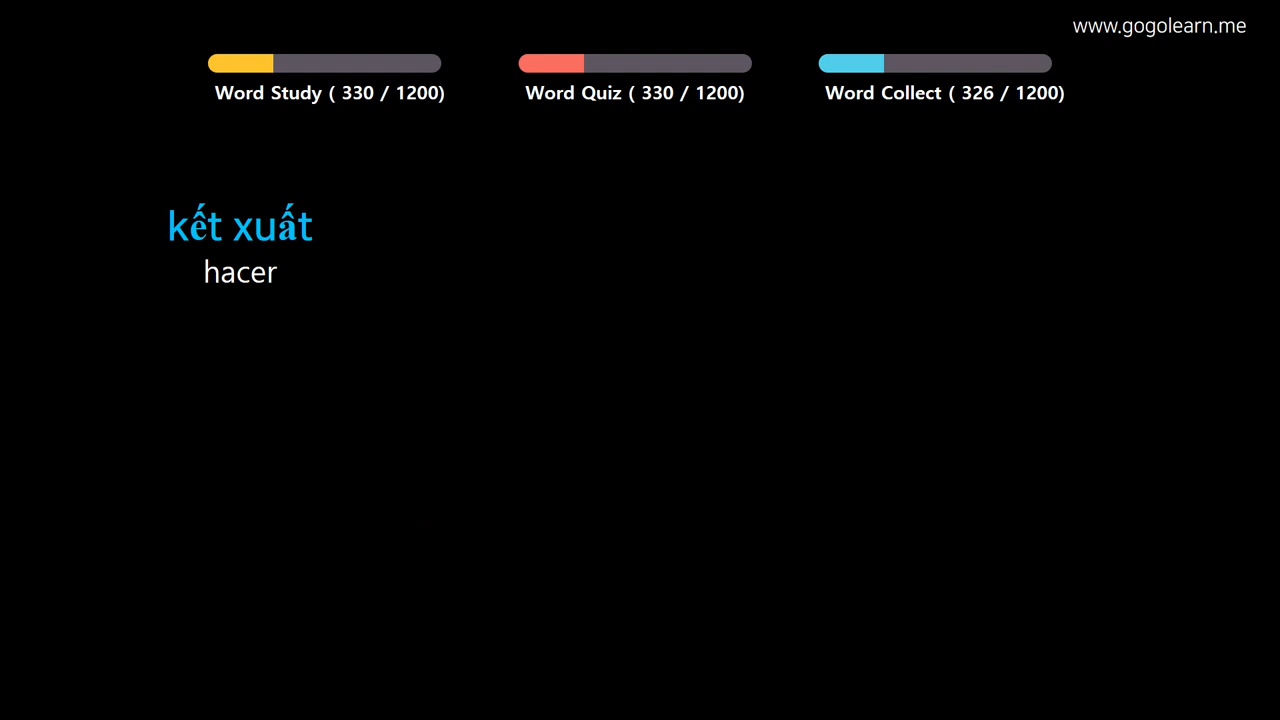 www.gogolearn.me
Word Study ( 330 / 1200)
Word Quiz ( 330 / 1200)
Word Collect ( 326 / 1200)
kết xuất
hacer